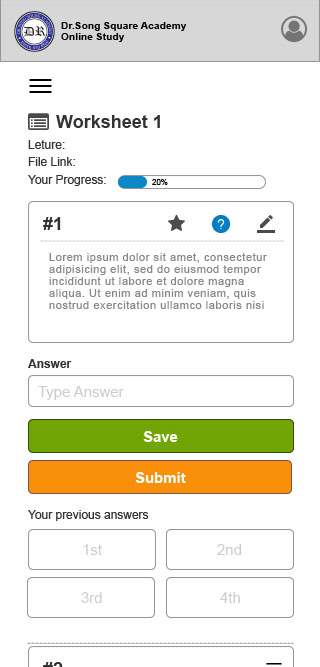 DR
Dr.Song Square Academy
Online Study
Worksheet 1
Leture:
File Link:
Your Progress:
20%
#1
?
Lorem ipsum dolor sit amet, consectetur
adipisicing elit, sed do eiusmod tempor
incididunt ut labore et dolore magna
aliqua. Ut enim ad minim veniam, quis
nostrud exercitation ullamco laboris nisi
Answer
Type Answer
Save
Submit
Your previous answers
1st
2nd
3rd
4th